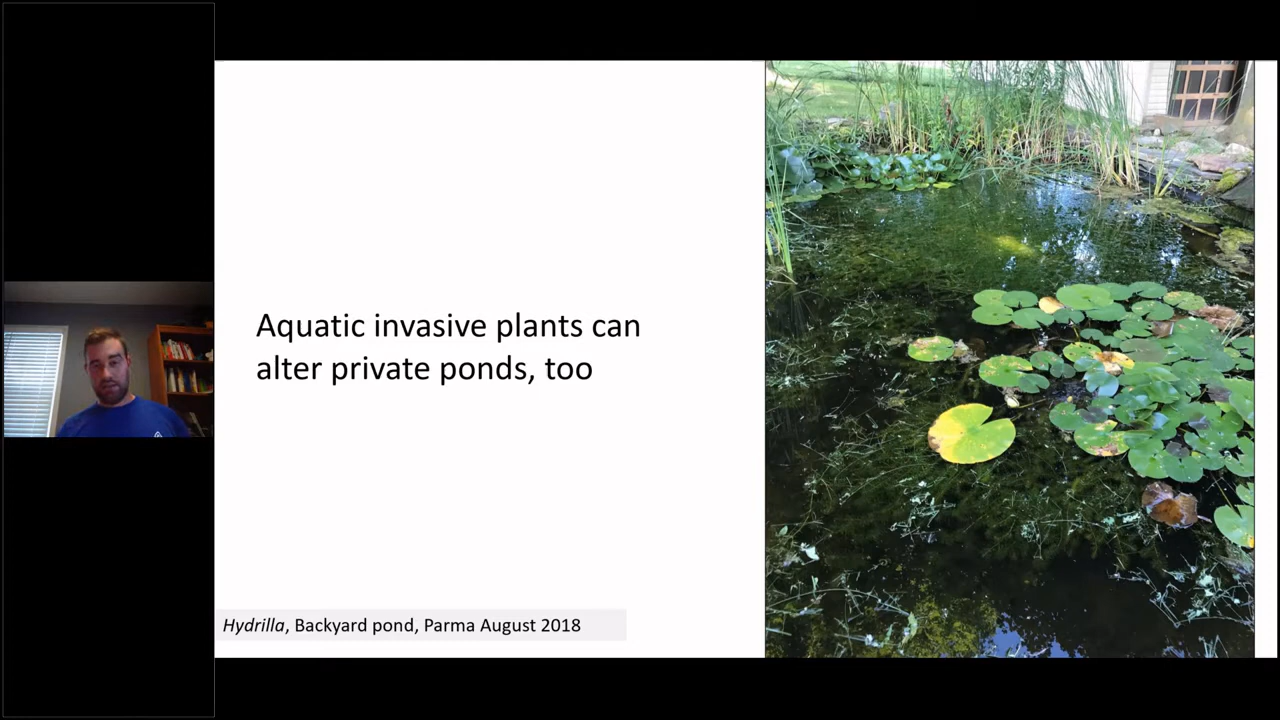 Aquatic invasive plants can
alter private ponds, too
Hydrilla, Backyard pond, Parma August 2018